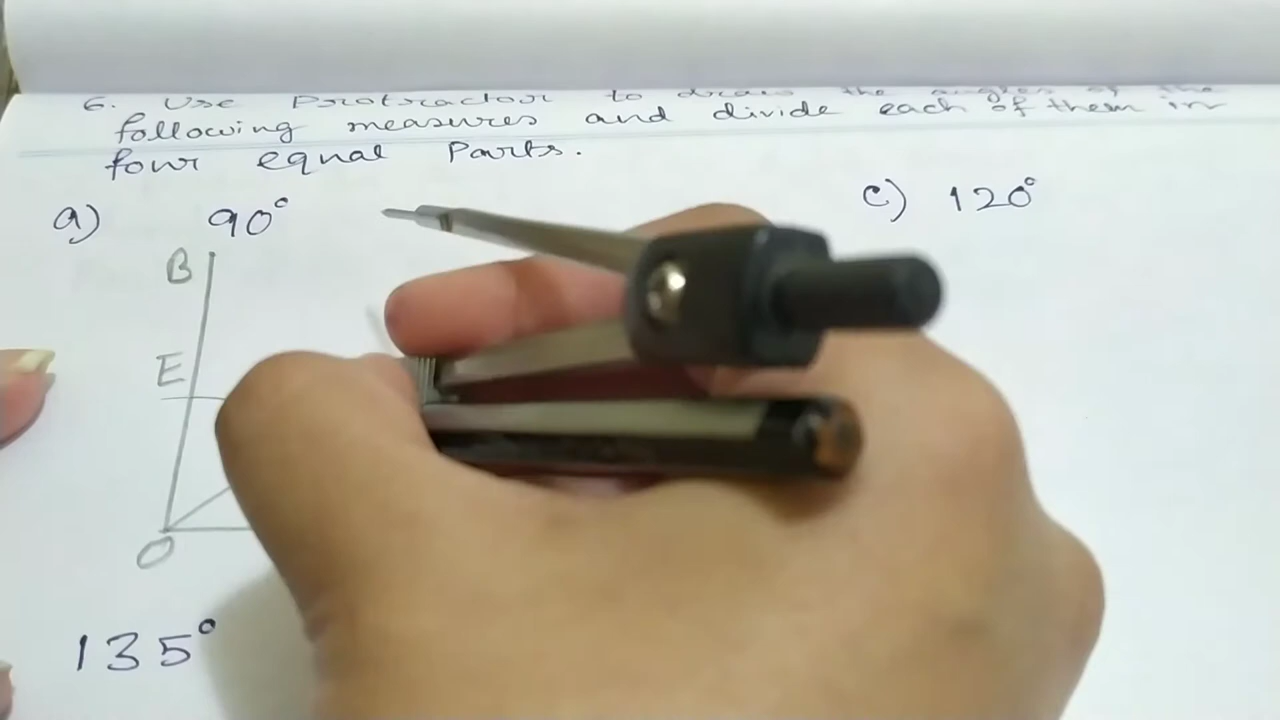 6. Use Protractor to draw the angles of the
following measures and divide each of them in
four equal Parts.
a) 90°
c) 120°
B
E
O
135°